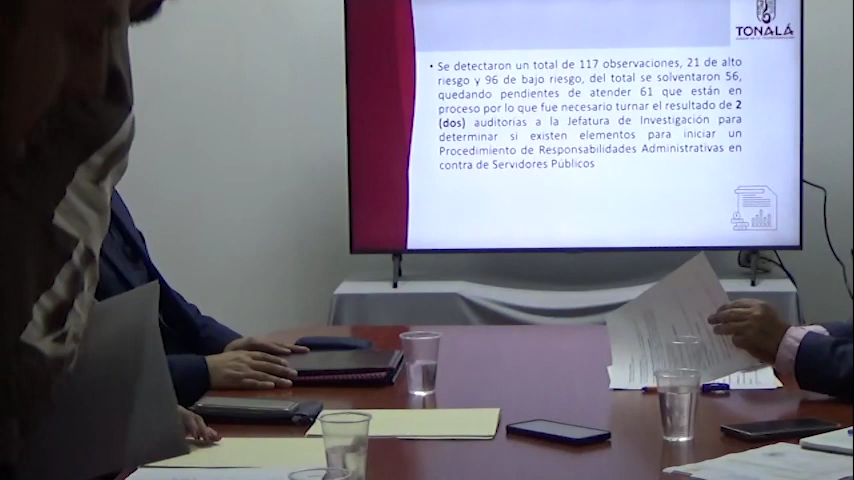 TONALÁ
• Se detectaron un total de 117 observaciones, 21 de alto
riesgo y 96 de bajo riesgo, del total se solventaron 56,
quedando pendientes de atender 61 que están en
proceso por lo que fue necesario turnar el resultado de 2
(dos) auditorías a la Jefatura de Investigación para
determinar si existen elementos para iniciar un
Procedimiento de Responsabilidades Administrativas en
contra de Servidores Públicos